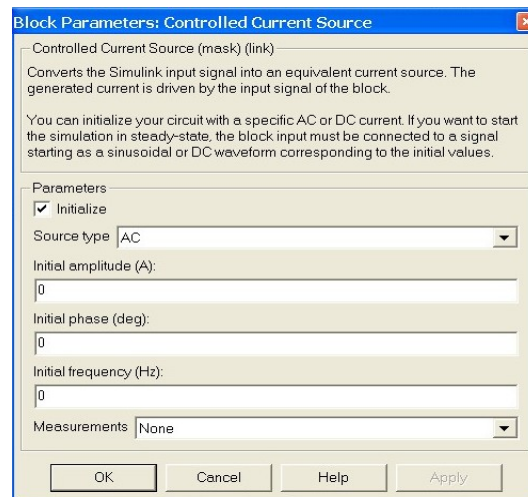 Block Parameters: Controlled Current Source
Controlled Current Source (mask) (link)
Converts the Simulink input signal into an equivalent current source. The
generated current is driven by the input signal of the block.
You can initialize your circuit with a specific AC or DC current. If you want to start
the simulation in steady-state, the block input must be connected to a signal
starting as a sinusoidal or DC waveform corresponding to the initial values.
Parameters
Initialize
Source type AC
Initial amplitude (A):
0
Initial phase (deg):
0
Initial frequency (Hz):
0
Measurements None
OK Cancel Help Apply